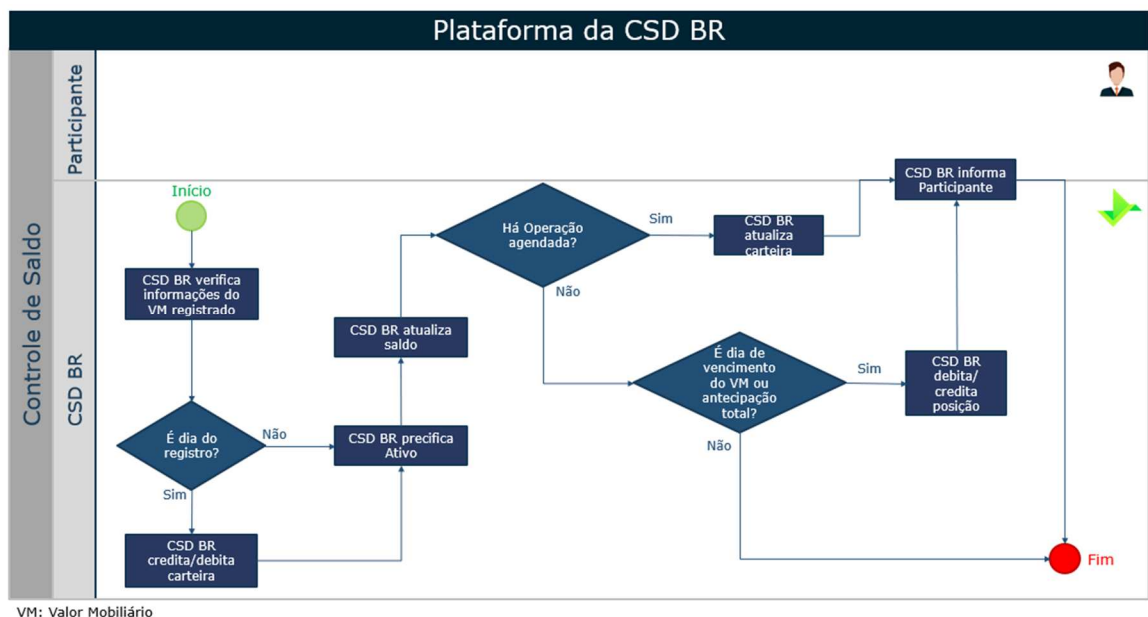 Plataforma da CSD BR
Controle de Saldo
Participante
CSD BR
Início
CSD BR verifica
informações do
VM registrado
É dia do
registro?
Não
Sim
CSD BR
credita/debita
carteira
CSD BR precifica
Ativo
CSD BR atualiza
saldo
Há Operação
agendada?
Sim
Não
CSD BR
atualiza
carteira
CSD BR informa
Participante
É dia de
vencimento
do VM ou
antecipação
total?
Sim
Não
CSD BR
debita/
credita
posição
Fim
VM: Valor Mobiliário